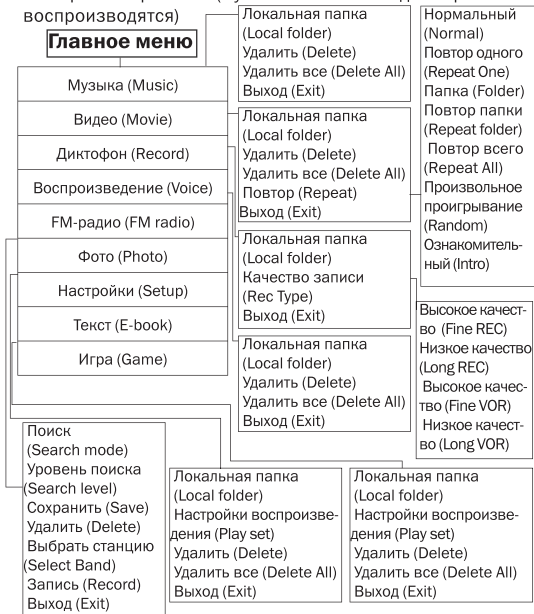 воспроизводятся)
Главное меню
Музыка (Music)
Видео (Movie)
Диктофон (Record)
Воспроизведение (Voice)
FM-радио (FM radio)
Фото (Photo)
Настройки (Setup)
Текст (E-book)
Игра (Game)
Локальная папка
(Local folder)
Удалить (Delete)
Удалить все (Delete All)
Выход (Exit)
Локальная папка
(Local folder)
Удалить (Delete)
Удалить все (Delete All)
Повтор (Repeat)
Выход (Exit)
Локальная папка
(Local folder)
Качество записи
(Rec Type)
Выход (Exit)
Локальная папка
(Local folder)
Удалить (Delete)
Удалить все (Delete All)
Выход (Exit)
Нормальный
(Normal)
Повтор одного
(Repeat One)
Папка (Folder)
Повтор папки
(Repeat folder)
Повтор всего
(Repeat All)
Произвольное
проигрывание
(Random)
Ознакомитель-
ный (Intro)
Высокое качест-
во (Fine REC)
Низкое качество
(Long REC)
Высокое качес-
тво (Fine VOR)
Низкое качест-
во (Long VOR)
Поиск
(Search mode)
Уровень поиска
(Search level)
Сохранить (Save)
Удалить (Delete)
Выбрать станцию
(Select Band)
Запись (Record)
Выход (Exit)
Локальная папка
(Local folder)
Настройки воспроизве-
дения (Play set)
Удалить (Delete)
Удалить все (Delete All)
Выход (Exit)
Локальная папка
(Local folder)
Настройки воспроизве-
дения (Play set)
Удалить (Delete)
Удалить все (Delete All)
Выход (Exit)